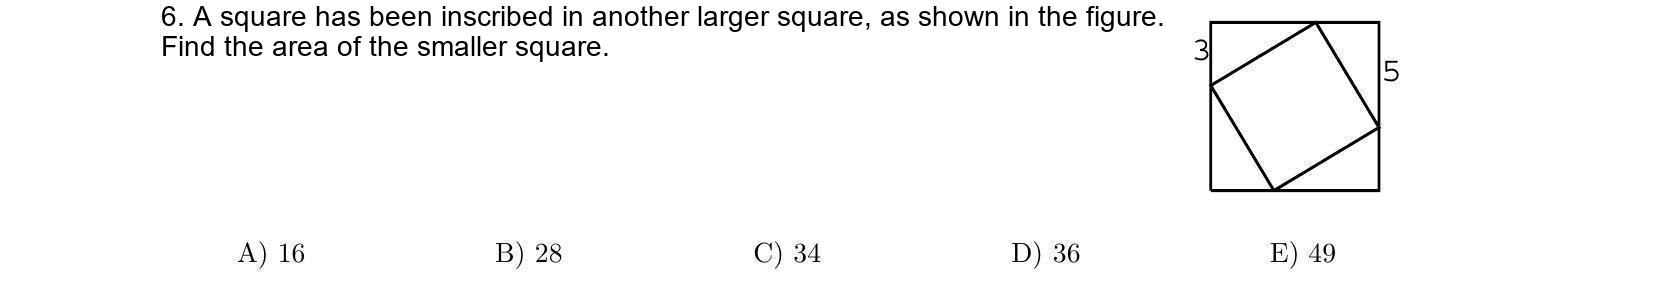 6. A square has been inscribed in another larger square, as shown in the figure.
Find the area of the smaller square.
3
5
A) 16 B) 28 C) 34 D) 36 E) 49